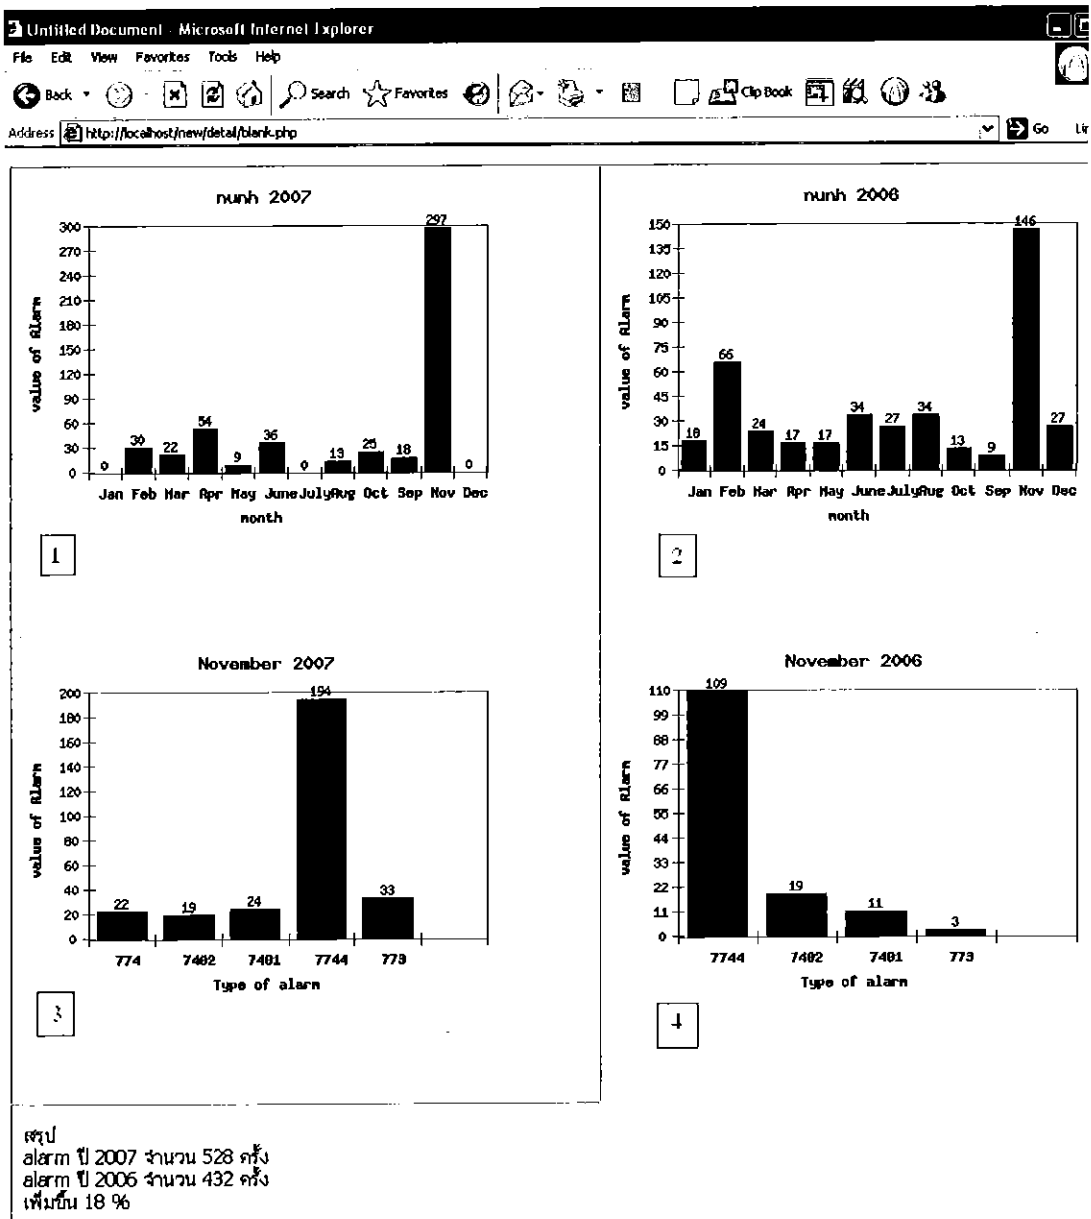 Untitled Document - Microsoft Internet Explorer
File Edit View Favorites Tools Help
Back Search Favorites Clip Book
Address http://localhost/new/detail/blank.php Go
nunh 2007
300
270
240
210
180
150
120
90
60
30
0
value of Alarm
0 30 22 54 9 36 0 13 25 18 297 0
Jan Feb Mar Apr May June July Aug Oct Sep Nov Dec
month
1
nunh 2006
150
135
120
105
90
75
60
45
30
15
0
value of Alarm
18 66 24 17 17 34 27 34 13 9 146 27
Jan Feb Mar Apr May June July Aug Oct Sep Nov Dec
month
2
November 2007
200
180
160
140
120
100
80
60
40
20
0
value of Alarm
22 19 24 194 33
774 7402 7401 7744 773
Type of alarm
3
November 2006
110
99
88
77
66
55
44
33
22
11
0
value of Alarm
109 19 11 3
7744 7402 7401 773
Type of alarm
4
สรุป
alarm ปี 2007 จำนวน 528 ครั้ง
alarm ปี 2006 จำนวน 432 ครั้ง
เพิ่มขึ้น 18 %